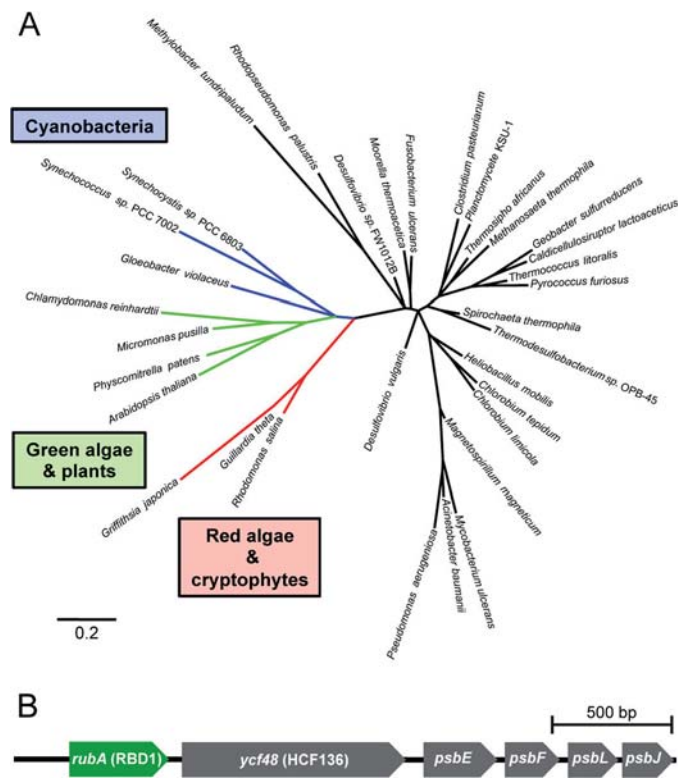 A
Cyanobacteria
Methylobacter tundripaludum
Rhodopseudomonas palustris
Desulfovibrio sp. FW1012B
Moorella thermoacetica
Fusobacterium ulcerans
Clostridium pasteurianum
Planctomycete KSU-1
Thermosipho africanus
Methanosaeta thermophila
Geobacter sulfurreducens
Caldicellulosiruptor lactoaceticus
Thermococcus litoralis
Pyrococcus furiosus
Synechococcus sp. PCC 7002
Synechocystis sp PCC 6803
Gloeobacter violaceus
Chlamydomonas reinhardtii
Micromonas pusilla
Physcomitrella patens
Arabidopsis thaliana
Spirochaeta thermophila
Thermodesulfobacterium sp. OPB-45
Heliobacillus mobilis
Chlorobium tepidum
Chlorobium limicola
Desulfovibrio vulgaris
Magnetospirillum magneticum
Green algae
& plants
Guillardia theta
Rhodomonas salina
Griffithsia japonica
Red algae
&
cryptophytes
Mycobacterium ulcerans
Acinetobacter baumanii
Pseudomonas aerugeniosa
0.2
B
500 bp
rubA (RBD1)
ycf48 (HCF136)
psbE
psbF
psbL
psbJ